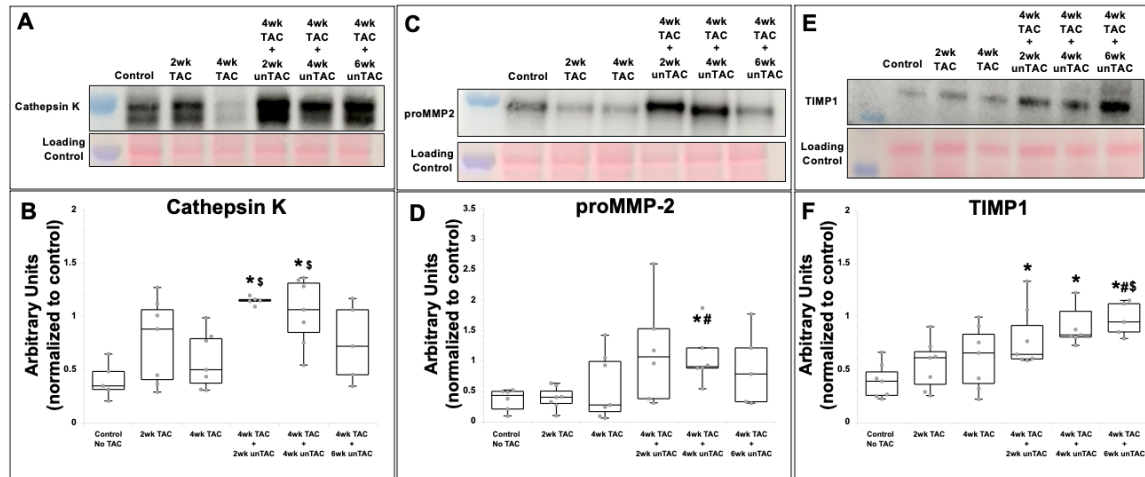 A
Control
2wk
TAC
4wk
TAC
4wk
TAC
+
2wk
unTAC
4wk
TAC
+
4wk
unTAC
4wk
TAC
+
6wk
unTAC
Cathepsin K
Loading
Control
C
Control
2wk
TAC
4wk
TAC
4wk
TAC
+
2wk
unTAC
4wk
TAC
+
4wk
unTAC
4wk
TAC
+
6wk
unTAC
proMMP2
Loading
Control
E
Control
2wk
TAC
4wk
TAC
4wk
TAC
+
2wk
unTAC
4wk
TAC
+
4wk
unTAC
4wk
TAC
+
6wk
unTAC
TIMP1
Loading
Control
B
Cathepsin K
Arbitrary Units
(normalized to control)
2
1.5
1
0.5
0
* $
* $
Control
No TAC
2wk TAC
4wk TAC
4wk TAC
+
2wk unTAC
4wk TAC
+
4wk unTAC
4wk TAC
+
6wk unTAC
D
proMMP-2
Arbitrary Units
(normalized to control)
3.5
3
2.5
2
1.5
1
0.5
0
*#
Control
No TAC
2wk TAC
4wk TAC
4wk TAC
+
2wk unTAC
4wk TAC
+
4wk unTAC
4wk TAC
+
6wk unTAC
F
TIMP1
Arbitrary Units
(normalized to control)
2
1.5
1
0.5
0
*
*
*#$
Control
No TAC
2wk TAC
4wk TAC
4wk TAC
+
2wk unTAC
4wk TAC
+
4wk unTAC
4wk TAC
+
6wk unTAC